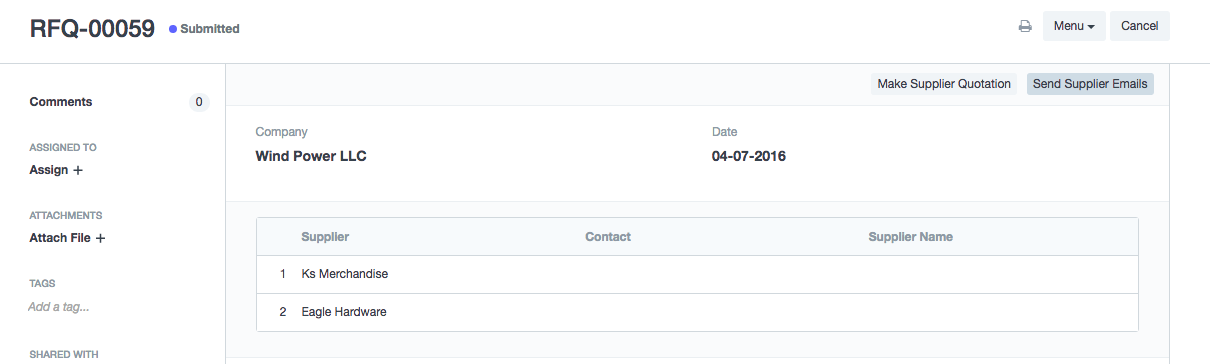 RFQ-00059 Submitted Menu Cancel
Make Supplier Quotation Send Supplier Emails
Comments 0
ASSIGNED TO
Assign +
ATTACHMENTS
Attach File +
TAGS
Add a tag...
SHARED WITH
Company Date
Wind Power LLC 04-07-2016
Supplier Contact Supplier Name
1 Ks Merchandise
2 Eagle Hardware